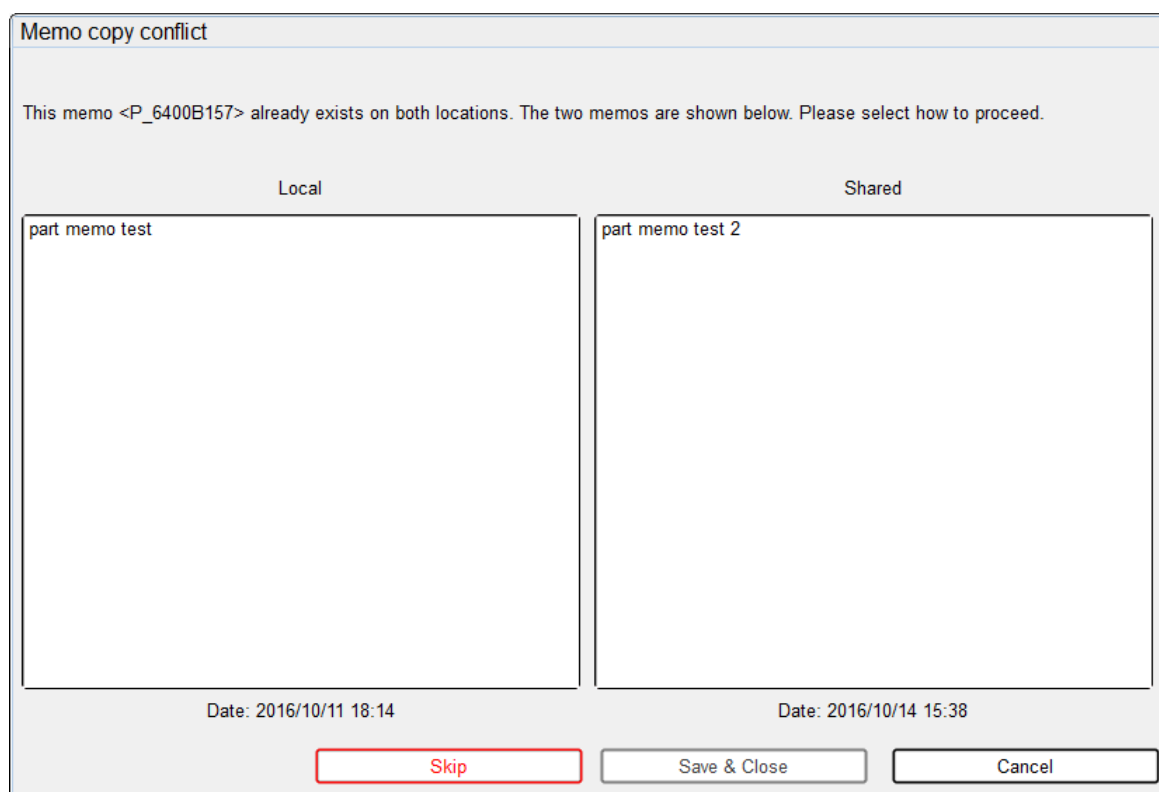 Memo copy conflict
This memo <P_6400B157> already exists on both locations. The two memos are shown below. Please select how to proceed.
Local
Shared
part memo test
part memo test 2
Date: 2016/10/11 18:14
Date: 2016/10/14 15:38
Skip
Save & Close
Cancel